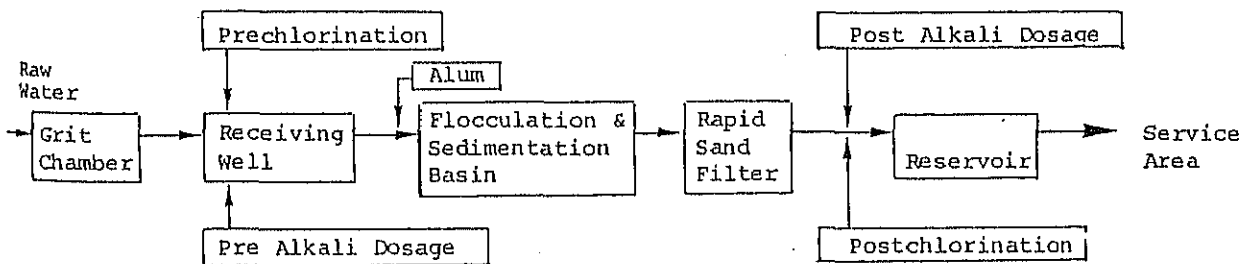 Prechlorination
Post Alkali Dosage
Raw
Water
Alum
Grit
Chamber
Receiving
Well
Flocculation &
Sedimentation
Basin
Rapid
Sand
Filter
Reservoir
Service
Area
Pre Alkali Dosage
Postchlorination